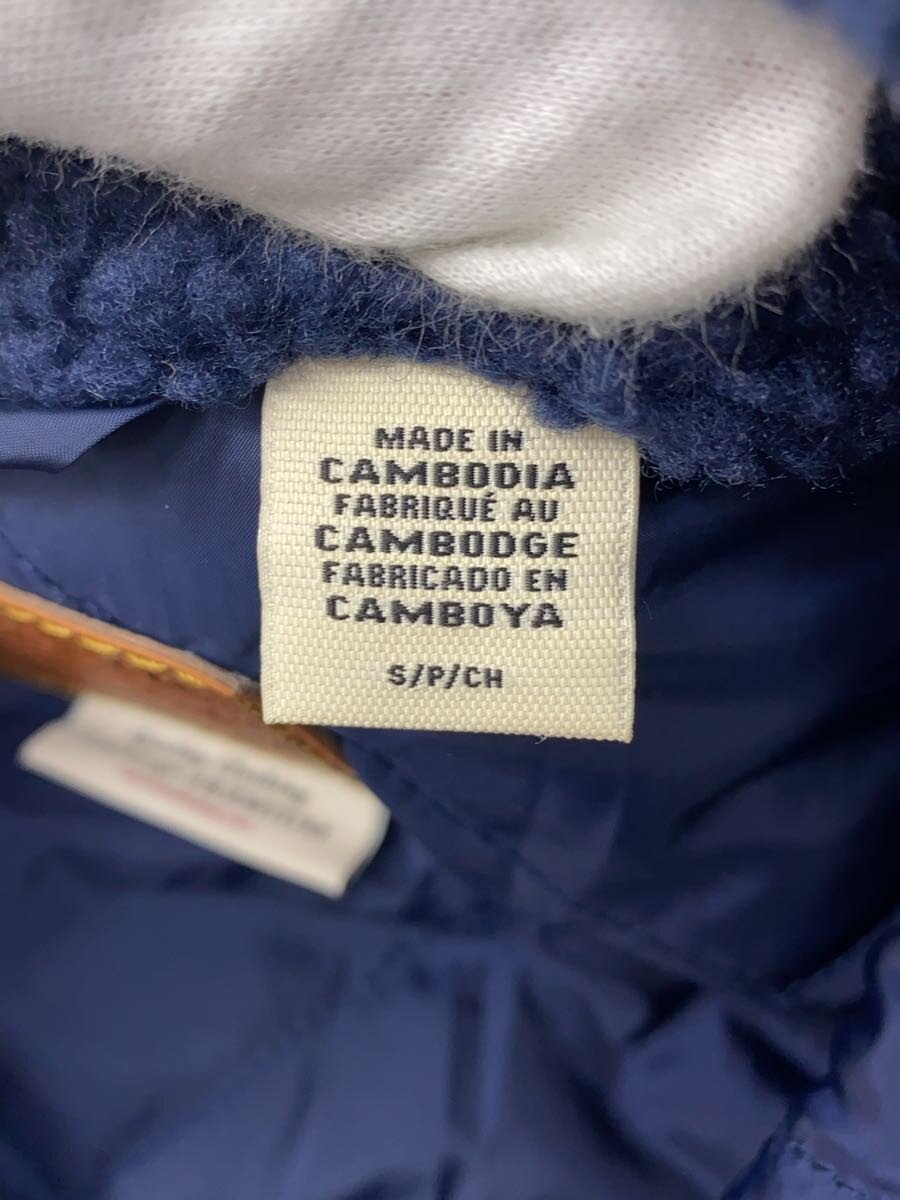 MADE IN
CAMBODIA
FABRIQUÉ AU
CAMBODGE
FABRICADO EN
CAMBOYA
S/P/CH